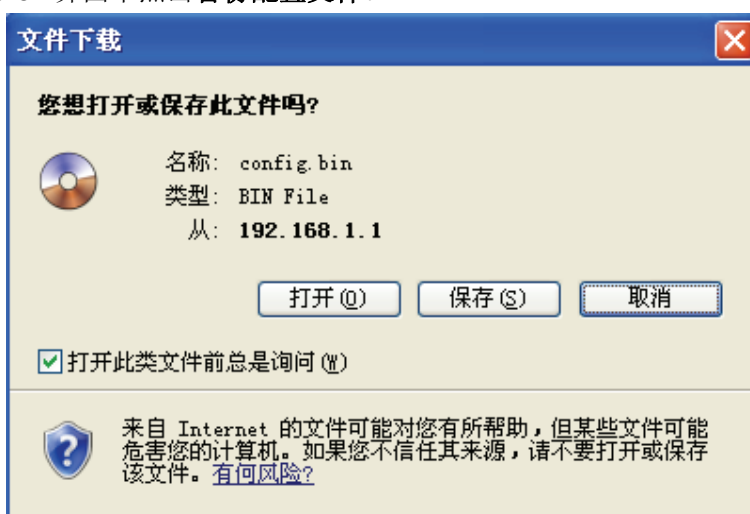 文件下载
您想打开或保存此文件吗?
名称: config.bin
类型: BIN File
从: 192.168.1.1
打开(O) 保存(S) 取消
打开此类文件前总是询问(W)
来自 Internet 的文件可能对您有所帮助，但某些文件可能
危害您的计算机。如果您不信任其来源，请不要打开或保存
该文件。有何风险?